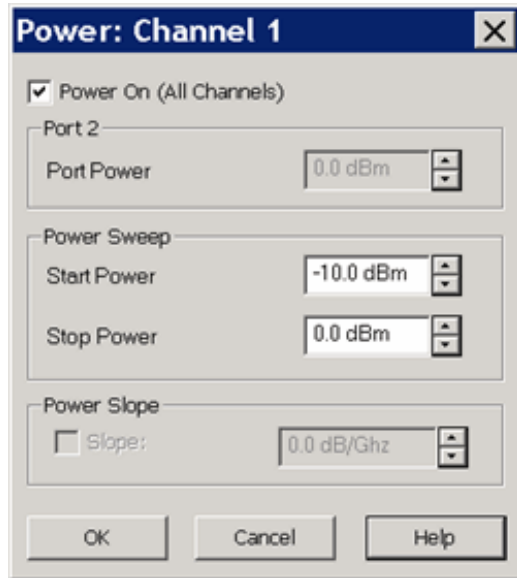 Power: Channel 1
Power On (All Channels)
Port 2
Port Power 0.0 dBm
Power Sweep
Start Power -10.0 dBm
Stop Power 0.0 dBm
Power Slope
Slope: 0.0 dB/Ghz
OK Cancel Help